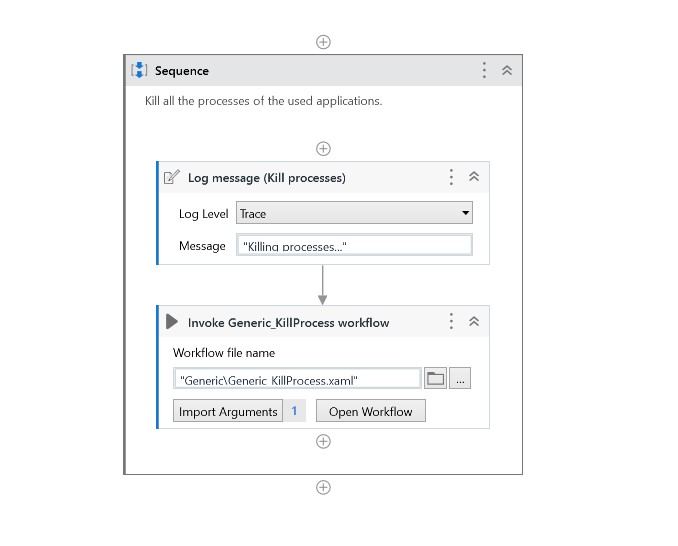 Sequence
Kill all the processes of the used applications.
Log message (Kill processes)
Log Level Trace
Message "Killing processes..."
Invoke Generic_KillProcess workflow
Workflow file name
"Generic\Generic_KillProcess.xaml" ...
Import Arguments 1 Open Workflow